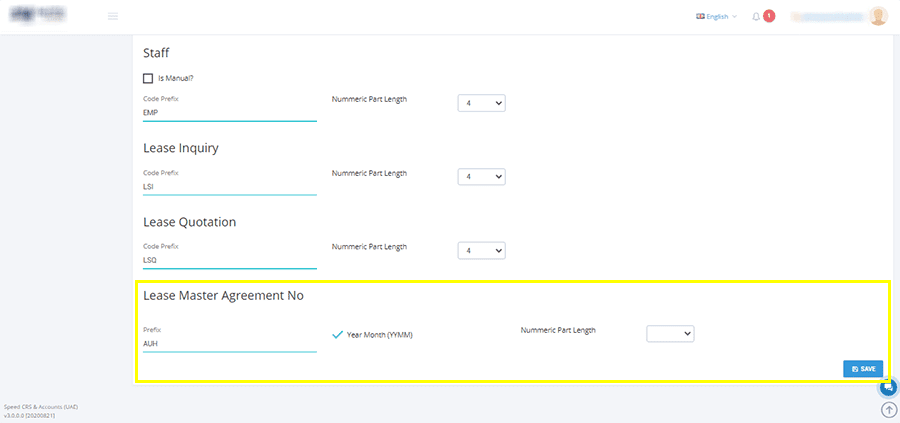 English
1
Staff
Is Manual?
Code Prefix
Nummeric Part Length
4
EMP
Lease Inquiry
Code Prefix
Nummeric Part Length
4
LSI
Lease Quotation
Code Prefix
Nummeric Part Length
4
LSQ
Lease Master Agreement No
Prefix
Year Month (YYMM)
Nummeric Part Length
AUH
SAVE
Speed CRS & Accounts (UAE)
v3.0.0.0 [20200821]